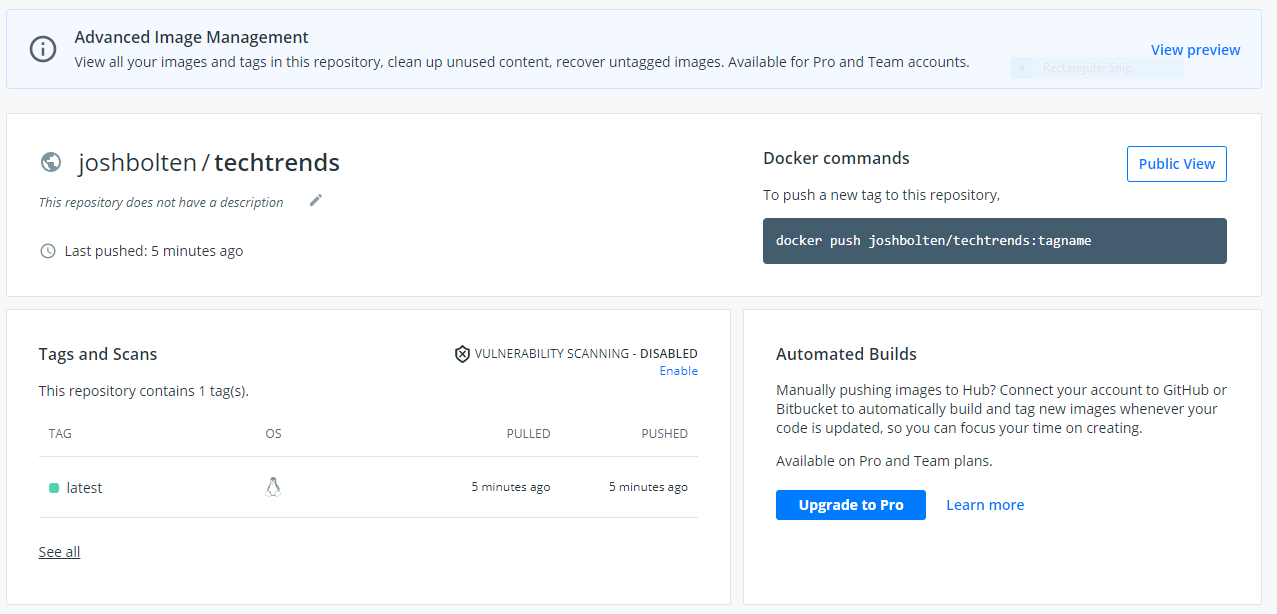 Advanced Image Management
View all your images and tags in this repository, clean up unused content, recover untagged images. Available for Pro and Team accounts.
View preview
Rectangular Snip
joshbolten / techtrends
This repository does not have a description
Last pushed: 5 minutes ago
Docker commands
Public View
To push a new tag to this repository,
docker push joshbolten/techtrends:tagname
Tags and Scans
VULNERABILITY SCANNING - DISABLED
Enable
This repository contains 1 tag(s).
TAG OS PULLED PUSHED
latest 5 minutes ago 5 minutes ago
See all
Automated Builds
Manually pushing images to Hub? Connect your account to GitHub or
Bitbucket to automatically build and tag new images whenever your
code is updated, so you can focus your time on creating.
Available on Pro and Team plans.
Upgrade to Pro Learn more